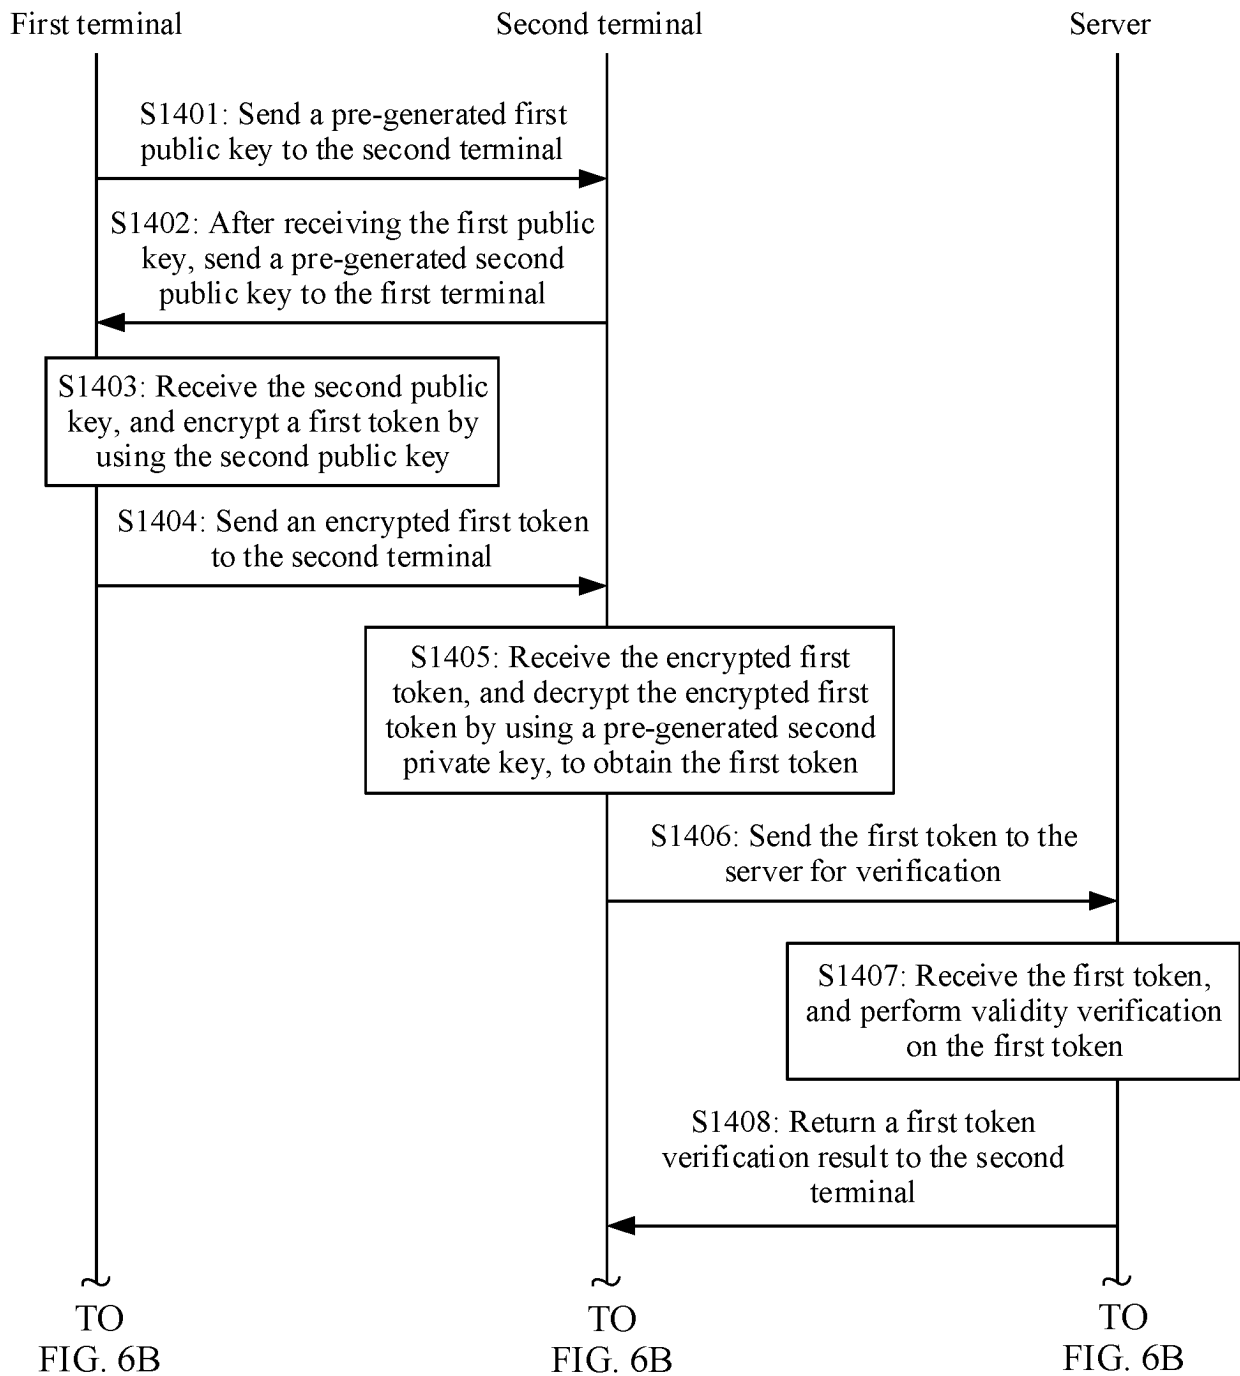 First terminal
Second terminal
Server
S1401: Send a pre-generated first
public key to the second terminal
S1402: After receiving the first public
key, send a pre-generated second
public key to the first terminal
S1403: Receive the second public
key, and encrypt a first token by
using the second public key
S1404: Send an encrypted first token
to the second terminal
S1405: Receive the encrypted first
token, and decrypt the encrypted first
token by using a pre-generated second
private key, to obtain the first token
S1406: Send the first token to the
server for verification
S1407: Receive the first token,
and perform validity verification
on the first token
S1408: Return a first token
verification result to the second
terminal
TO
FIG. 6B
TO
FIG. 6B
TO
FIG. 6B